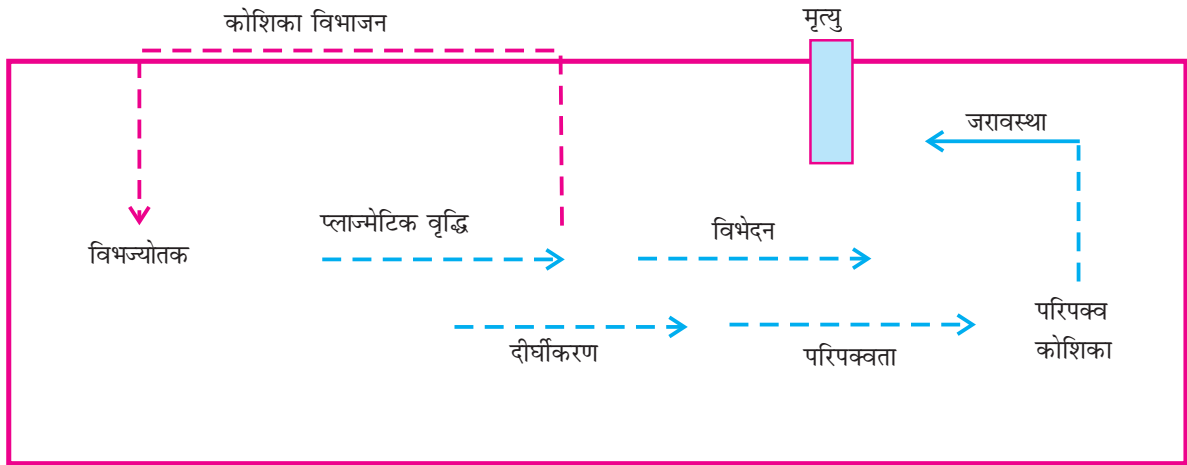 कोशिका विभाजन
मृत्यु
जरावस्था
प्लाज्मेटिक वृद्धि
विभेदन
विभज्योतक
परिपक्व
कोशिका
दीर्घीकरण
परिपक्वता